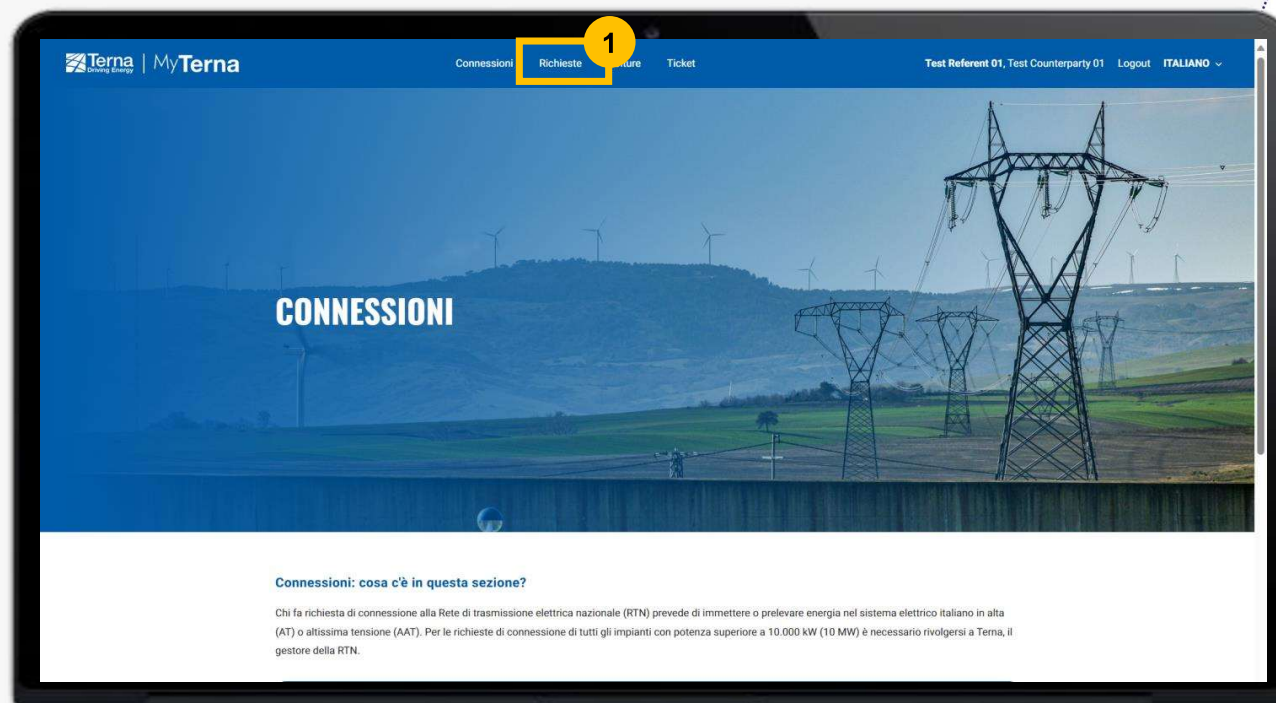 Terna | MyTerna
Driving Energy
Connessioni Richieste ture Ticket
1
Test Referent 01, Test Counterparty 01 Logout ITALIANO
CONNESSIONI
Connessioni: cosa c'è in questa sezione?
Chi fa richiesta di connessione alla Rete di trasmissione elettrica nazionale (RTN) prevede di immettere o prelevare energia nel sistema elettrico italiano in alta
(AT) o altissima tensione (AAT). Per le richieste di connessione di tutti gli impianti con potenza superiore a 10.000 kW (10 MW) è necessario rivolgersi a Terna, il
gestore della RTN.